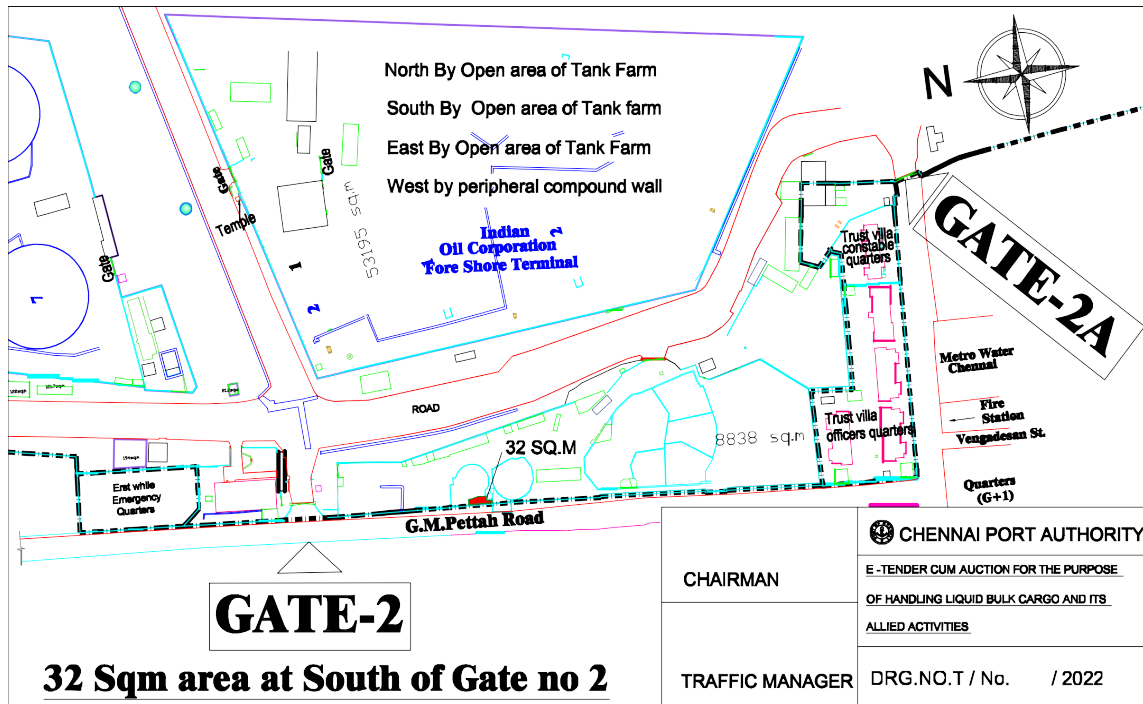 North By Open area of Tank Farm
South By Open area of Tank farm
East By Open area of Tank Farm
West by peripheral compound wall
N
Gate
Gate
Temple
Gate
53195 sq.m
1
2
2
Indian
Oil Corporation
Fore Shore Terminal
7
GATE-2A
Trust villa
constable
quarters
Metro Water
Chennai
Fire
Station
Vengadesan St.
Trust villa
officers quarters
8838 sq.m
Quarters
(G+1)
ROAD
32 SQ.M
Erst while
Emergency
Quarters
G.M.Pettah Road
GATE-2
32 Sqm area at South of Gate no 2
CHAIRMAN
TRAFFIC MANAGER
CHENNAI PORT AUTHORITY
E -TENDER CUM AUCTION FOR THE PURPOSE
OF HANDLING LIQUID BULK CARGO AND ITS
ALLIED ACTIVITIES
DRG.NO.T / No. / 2022